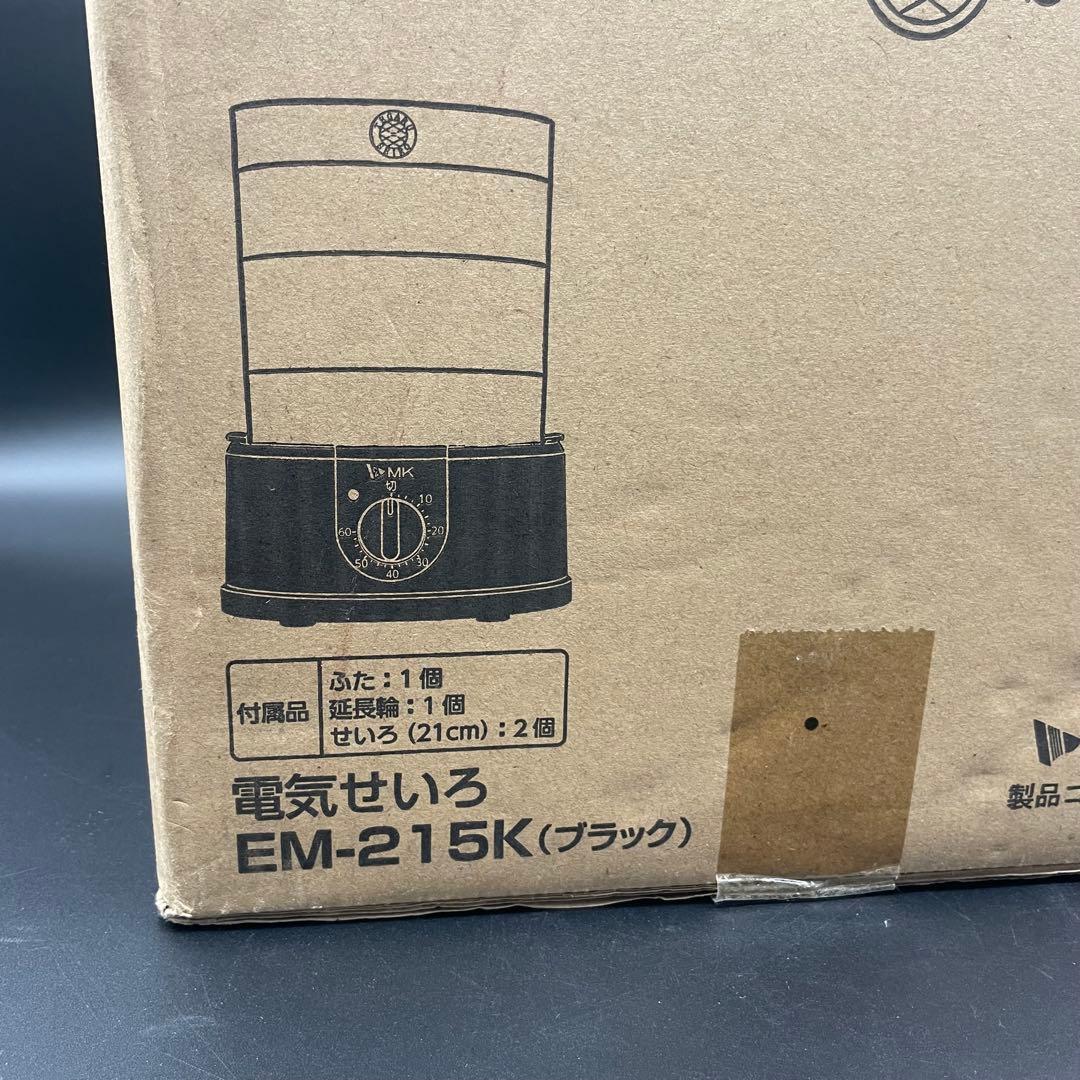 MK
切
10
20
30
40
50
60
付属品
ふた：1個
延長輪：1個
せいろ（21cm）：2個
電気せいろ
EM-215K（ブラック）
製品コ